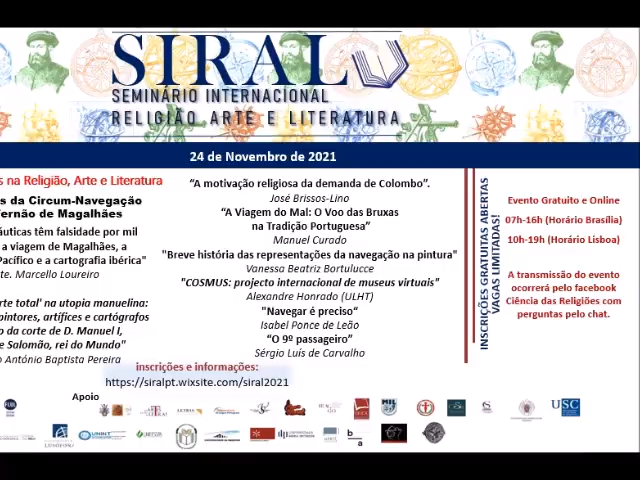 SIRAL
SEMINÁRIO INTERNACIONAL
RELIGIÃO ARTE E LITERATURA
24 de Novembro de 2021
s na Religião, Arte e Literatura
s da Circum-Navegação
ernão de Magalhães
áuticas têm falsidade por mil
a viagem de Magalhães, a
Pacífico e a cartografia ibérica"
te. Marcello Loureiro
rte total' na utopia manuelina:
pintores, artífices e cartógrafos
o da corte de D. Manuel I,
e Salomão, rei do Mundo"
o António Baptista Pereira
“A motivação religiosa da demanda de Colombo”.
José Brissos-Lino
“A Viagem do Mal: O Voo das Bruxas
na Tradição Portuguesa”
Manuel Curado
"Breve história das representações da navegação na pintura"
Vanessa Beatriz Bortulucce
"COSMUS: projecto internacional de museus virtuais"
Alexandre Honrado (ULHT)
"Navegar é preciso“
Isabel Ponce de Leão
“O 9º passageiro”
Sérgio Luís de Carvalho
inscrições e informações:
https://siralpt.wixsite.com/siral2021
INSCRIÇÕES GRATUITAS ABERTAS
VAGAS LIMITADAS!
Evento Gratuito e Online
07h-16h (Horário Brasília)
10h-19h (Horário Lisboa)
A transmissão do evento
ocorrerá pelo facebook
Ciência das Religiões com
perguntas pelo chat.
Apoio
USC